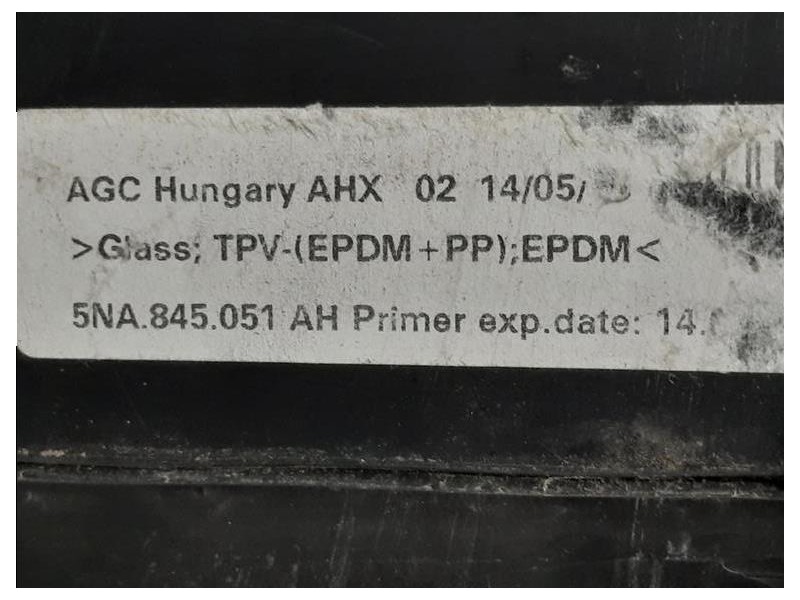 AGC Hungary AHX 02 14/05/
>Glass; TPV-(EPDM+PP);EPDM<
5NA.845.051 AH Primer exp.date: 14.